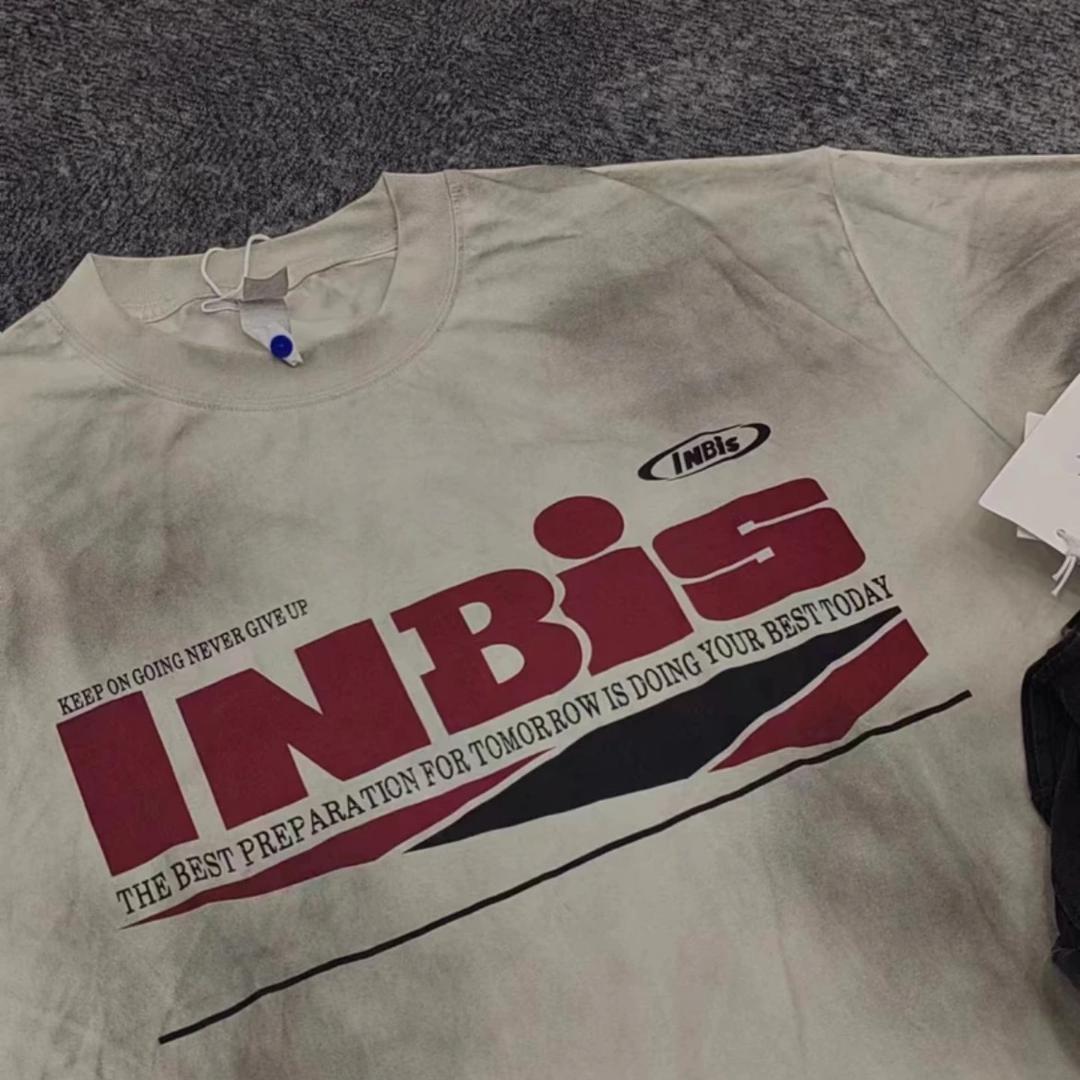 INBis
KEEP ON GOING NEVER GIVE UP
INBis
THE BEST PREPARATION FOR TOMORROW IS DOING YOUR BEST TODAY